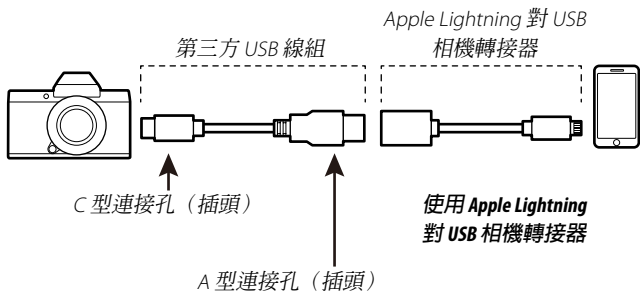 Apple Lightning 對 USB
相機轉接器
第三方 USB 線組
C 型連接孔（插頭）
使用 Apple Lightning
對 USB 相機轉接器
A 型連接孔（插頭）